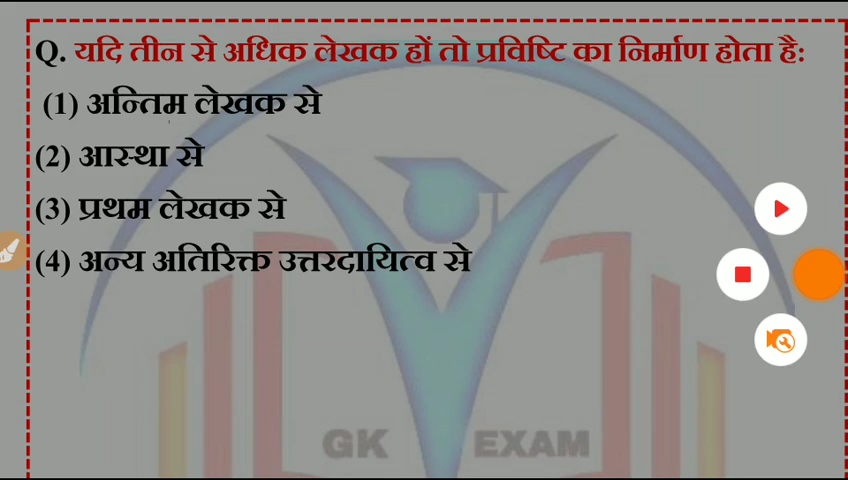 Q. यदि तीन से अधिक लेखक हों तो प्रविष्टि का निर्माण होता है:
(1) अन्तिम लेखक से
(2) आस्था से
(3) प्रथम लेखक से
(4) अन्य अतिरिक्त उत्तरदायित्व से
GK EXAM